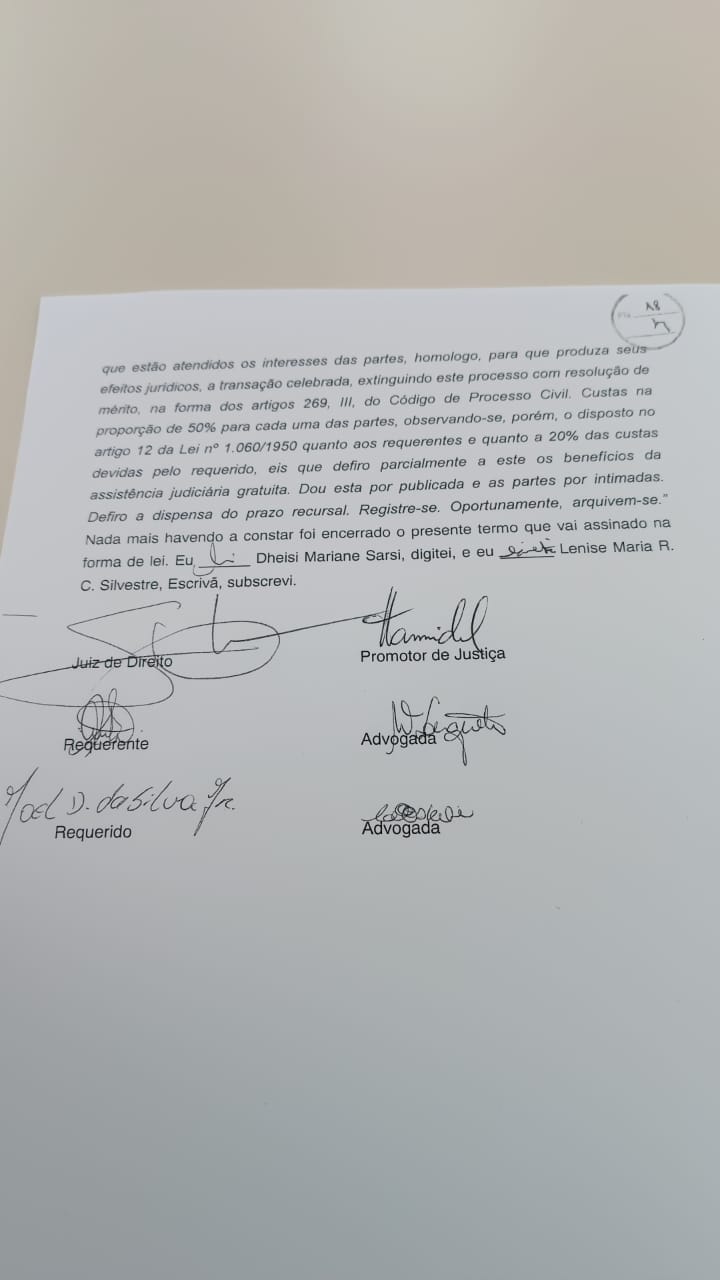 Fls. 18
que estão atendidos os interesses das partes, homologo, para que produza seus
efeitos jurídicos, a transação celebrada, extinguindo este processo com resolução de
mérito, na forma dos artigos 269, III, do Código de Processo Civil. Custas na
proporção de 50% para cada uma das partes, observando-se, porém, o disposto no
artigo 12 da Lei nº 1.060/1950 quanto aos requerentes e quanto a 20% das custas
devidas pelo requerido, eis que defiro parcialmente a este os benefícios da
assistência judiciária gratuita. Dou esta por publicada e as partes por intimadas.
Defiro a dispensa do prazo recursal. Registre-se. Oportunamente, arquivem-se.”
Nada mais havendo a constar foi encerrado o presente termo que vai assinado na
forma de lei. Eu, Dheisi Mariane Sarsi, digitei, e eu Lenise Maria R.
C. Silvestre, Escrivã, subscrevi.
Juiz de Direito
Promotor de Justiça
Requerente
Advogada
D. da Silva Jr.
Requerido
Advogada